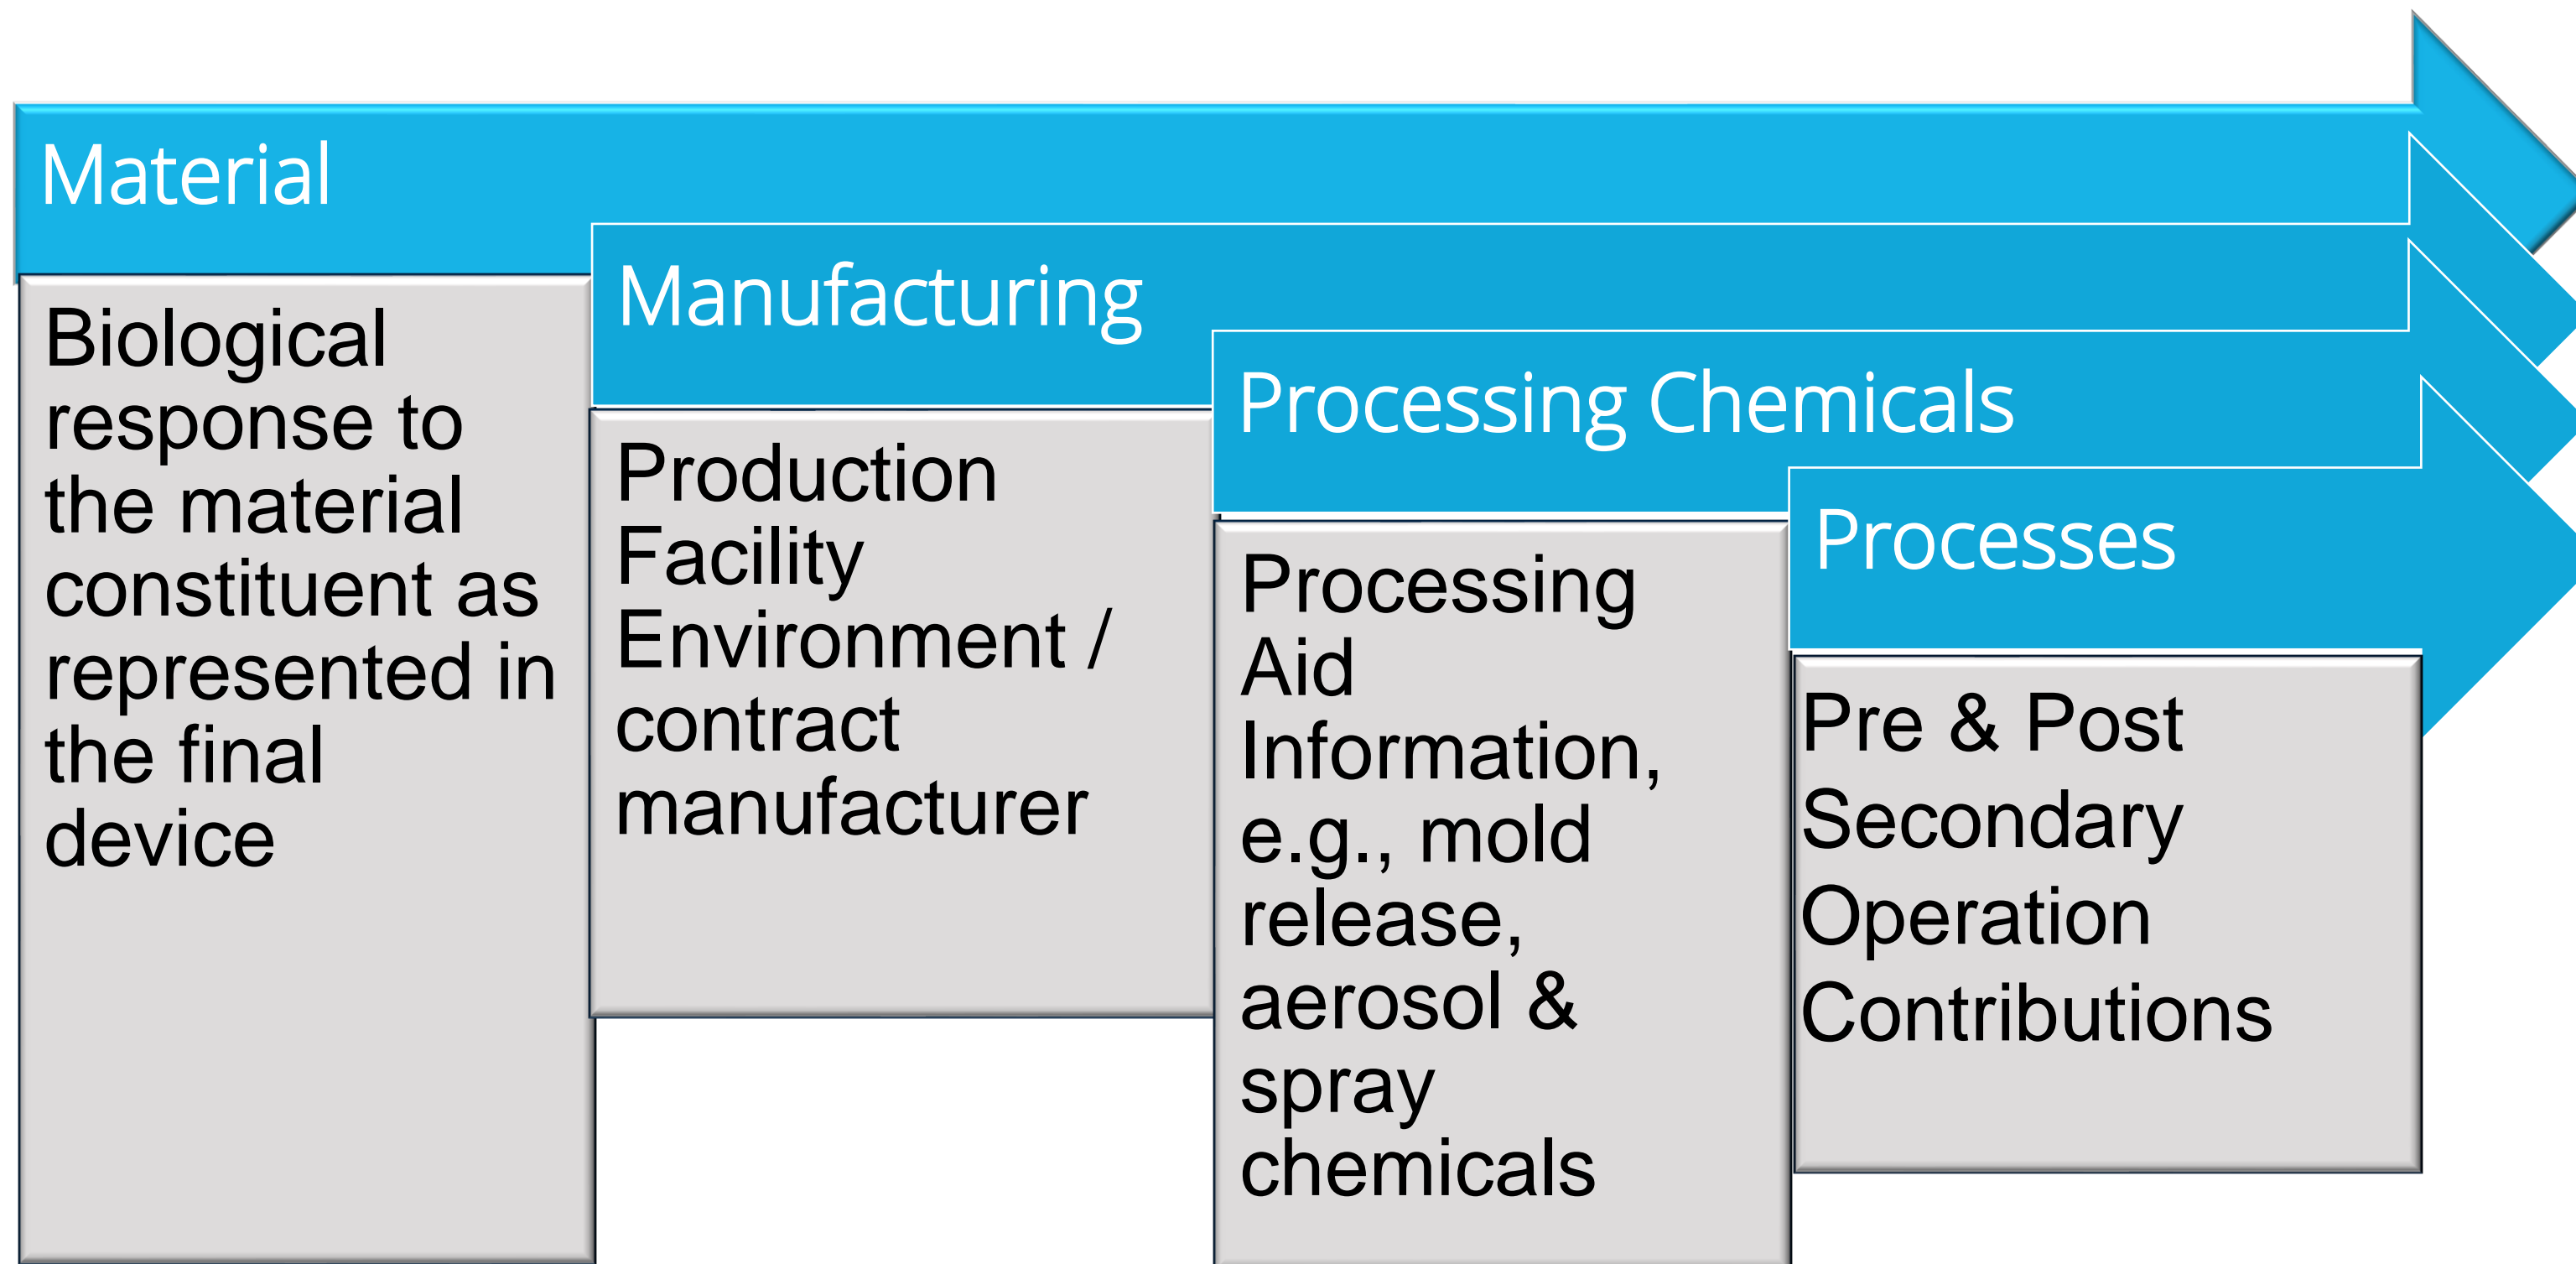 Material
Biological
response to
the material
constituent as
represented in
the final
device
Manufacturing
Production
Facility
Environment /
contract
manufacturer
Processing Chemicals
Processing
Aid
Information,
e.g., mold
release,
aerosol &
spray
chemicals
Processes
Pre & Post
Secondary
Operation
Contributions